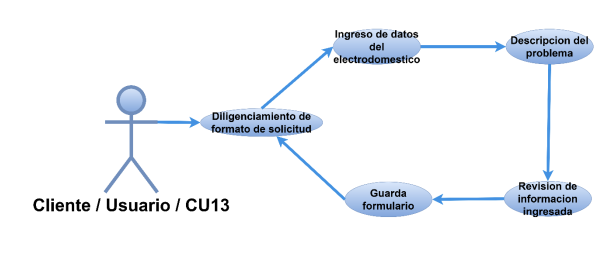 Ingreso de datos
del
electrodomestico
Descripcion del
problema
Diligenciamiento de
formato de solicitud
Cliente / Usuario / CU13
Guarda
formulario
Revision de
informacion
ingresada